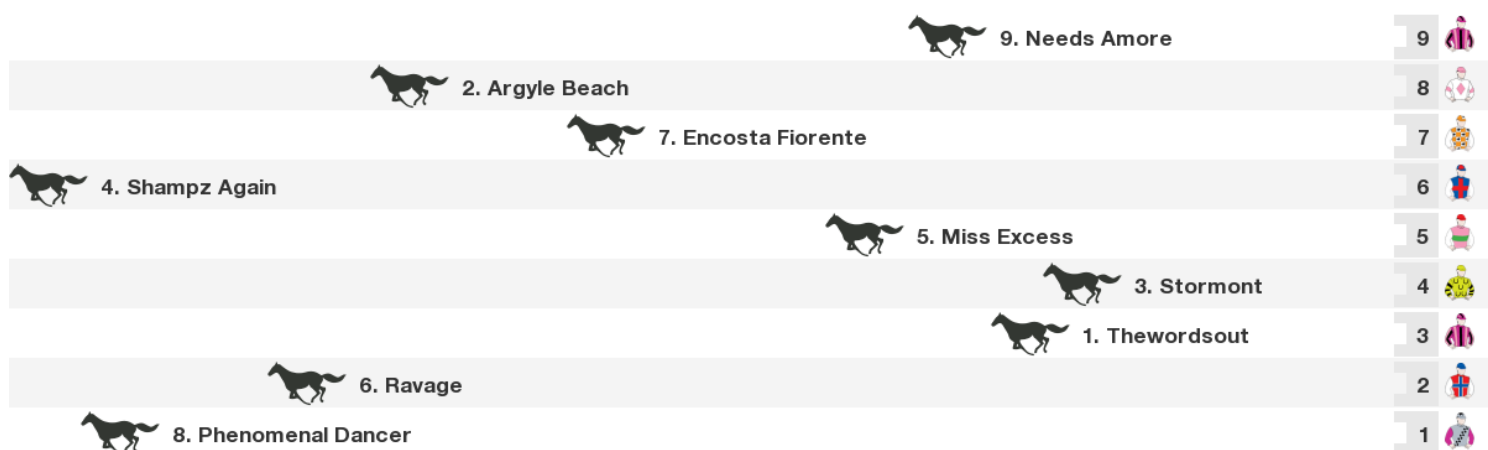 9. Needs Amore 9
2. Argyle Beach 8
7. Encosta Fiorente 7
4. Shampz Again 6
5. Miss Excess 5
3. Stormont 4
1. Thewordsout 3
6. Ravage 2
8. Phenomenal Dancer 1